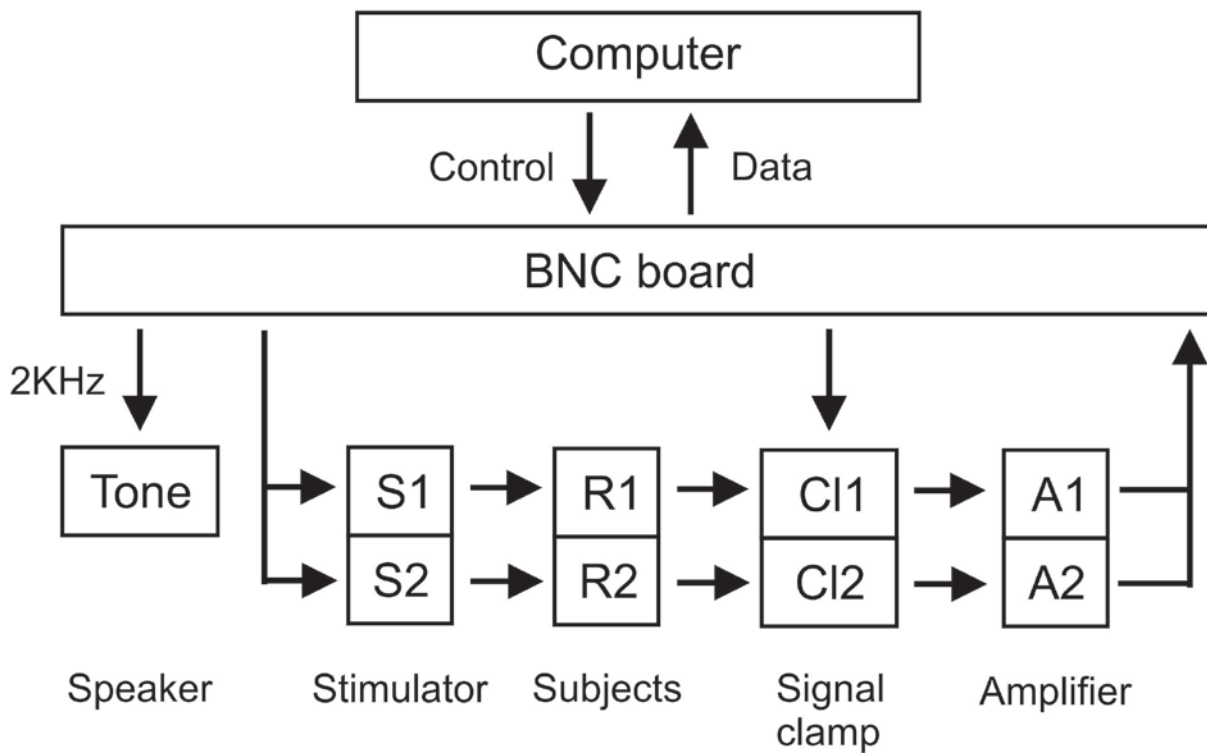 Computer
Control
Data
BNC board
2KHz
Tone
S1
R1
Cl1
A1
S2
R2
Cl2
A2
Speaker
Stimulator
Subjects
Signal
clamp
Amplifier